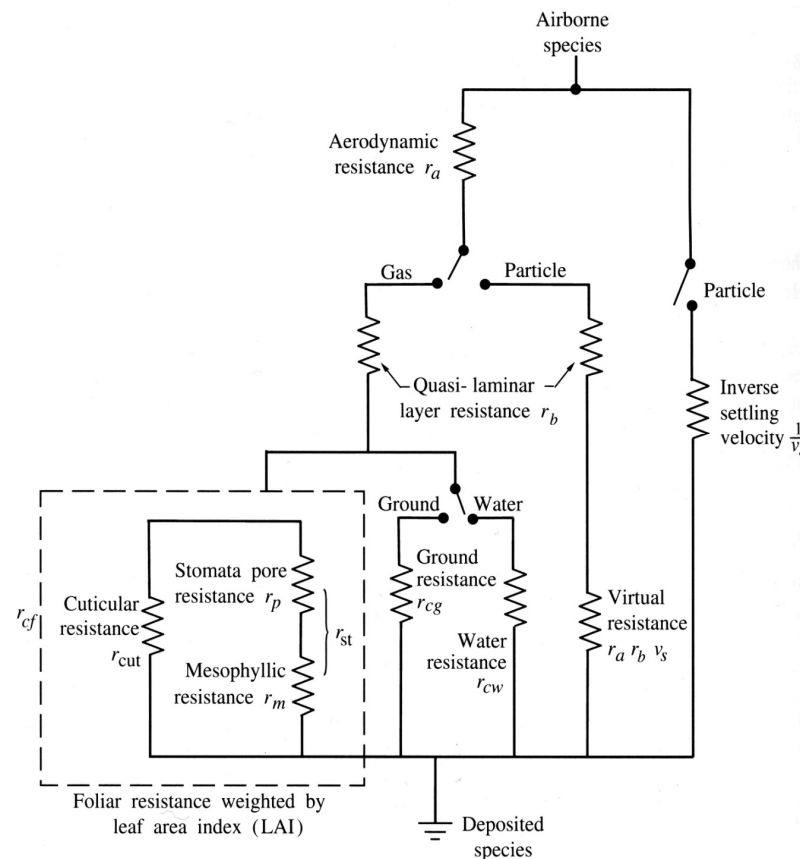 Airborne
species
Aerodynamic
resistance r_a
Gas
Particle
Particle
Quasi- laminar
layer resistance r_b
Inverse
settling
velocity 1
Ground
Water
Stomata pore
resistance r_p
Cuticular
resistance
r_cut
r_cf
r_st
Mesophyllic
resistance r_m
Ground
resistance
r_cg
Water
resistance
r_cw
Virtual
resistance
r_a r_b v_s
Foliar resistance weighted by
leaf area index (LAI)
Deposited
species